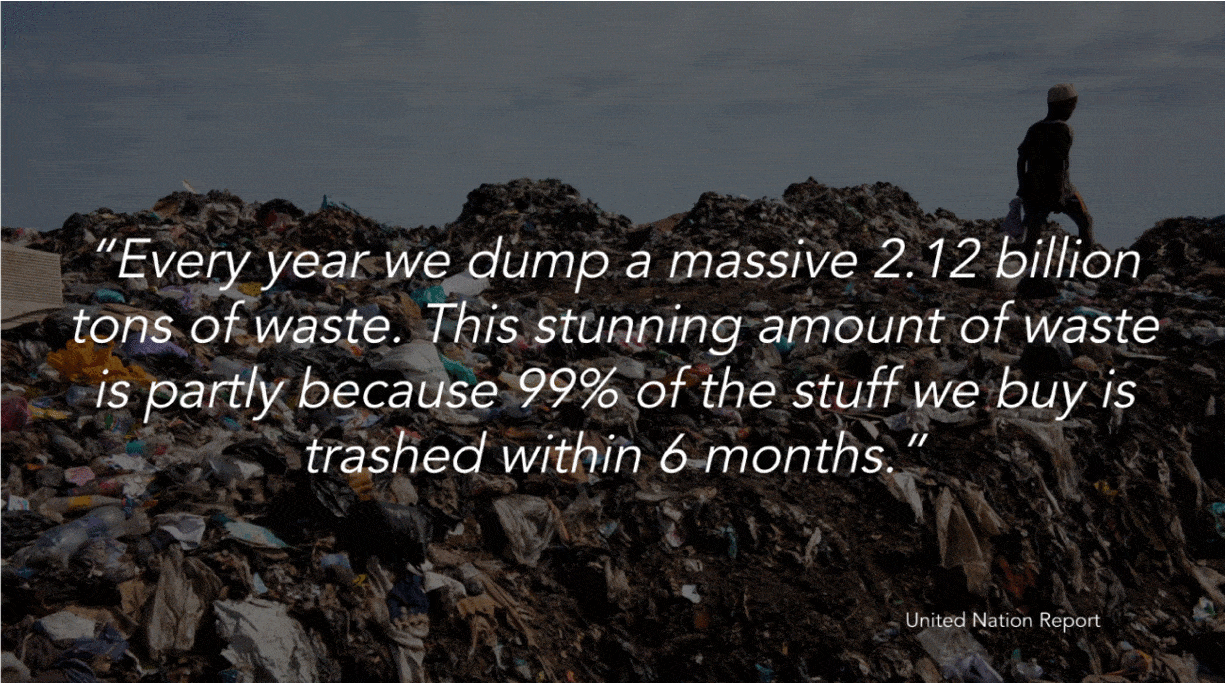 “Every year we dump a massive 2.12 billion
tons of waste. This stunning amount of waste
is partly because 99% of the stuff we buy is
trashed within 6 months.”
United Nation Report